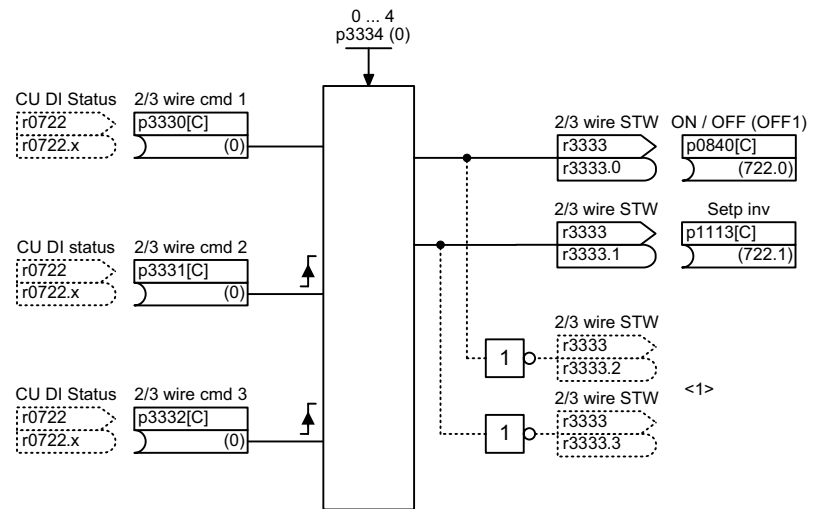 0 ... 4
p3334 (0)
CU DI Status
2/3 wire cmd 1
r0722
p3330[C]
r0722.x
(0)
2/3 wire STW
ON / OFF (OFF1)
r3333
p0840[C]
r3333.0
(722.0)
2/3 wire STW
Setp inv
r3333
p1113[C]
r3333.1
(722.1)
CU DI status
2/3 wire cmd 2
r0722
p3331[C]
r0722.x
(0)
2/3 wire STW
r3333
1
r3333.2
<1>
CU DI Status
2/3 wire cmd 3
r0722
p3332[C]
r0722.x
(0)
2/3 wire STW
r3333
1
r3333.3